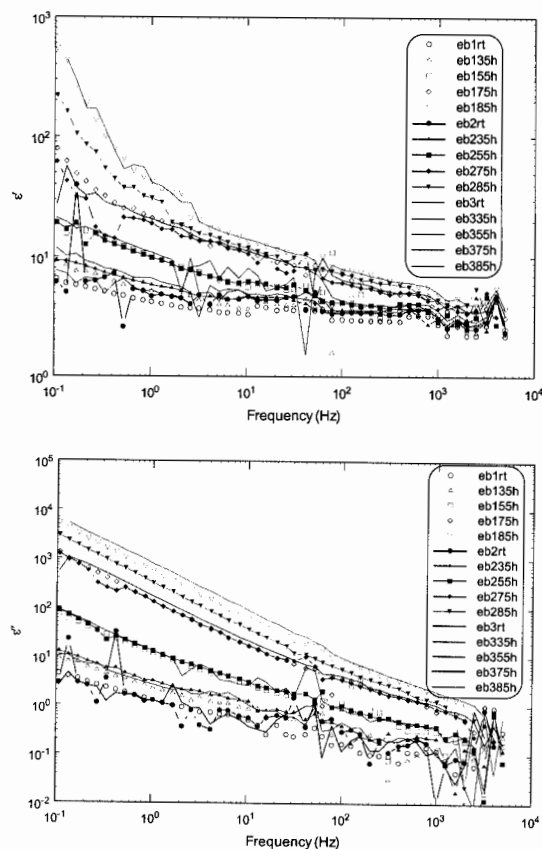 10³
10²
10¹
10⁰
ε'
10⁻¹ 10⁰ 10¹ 10² 10³ 10⁴
Frequency (Hz)
eb1rt
eb135h
eb155h
eb175h
eb185h
eb2rt
eb235h
eb255h
eb275h
eb285h
eb3rt
eb335h
eb355h
eb375h
eb385h
10⁵
10⁴
10³
10²
10¹
10⁰
10⁻¹
10⁻²
ε"
10⁻¹ 10⁰ 10¹ 10² 10³ 10⁴
Frequency (Hz)
eb1rt
eb135h
eb155h
eb175h
eb185h
eb2rt
eb235h
eb255h
eb275h
eb285h
eb3rt
eb335h
eb355h
eb375h
eb385h